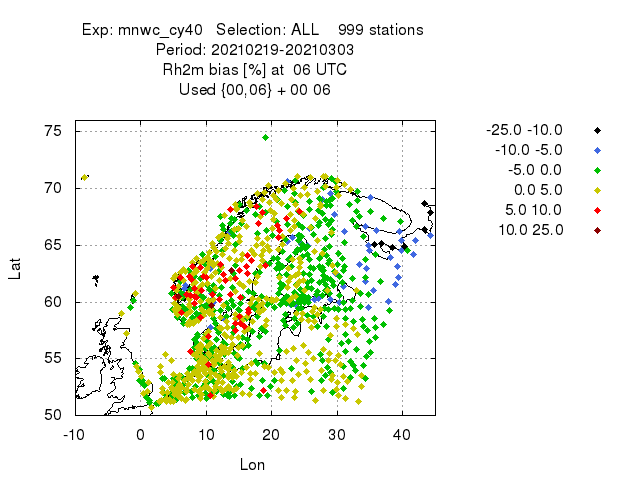 Exp: mnwc_cy40 Selection: ALL 999 stations
Period: 20210219-20210303
Rh2m bias [%] at 06 UTC
Used {00,06} + 00 06
-25.0 -10.0
-10.0 -5.0
-5.0 0.0
0.0 5.0
5.0 10.0
10.0 25.0
75
70
65
60
55
50
Lat
-10 0 10 20 30 40
Lon